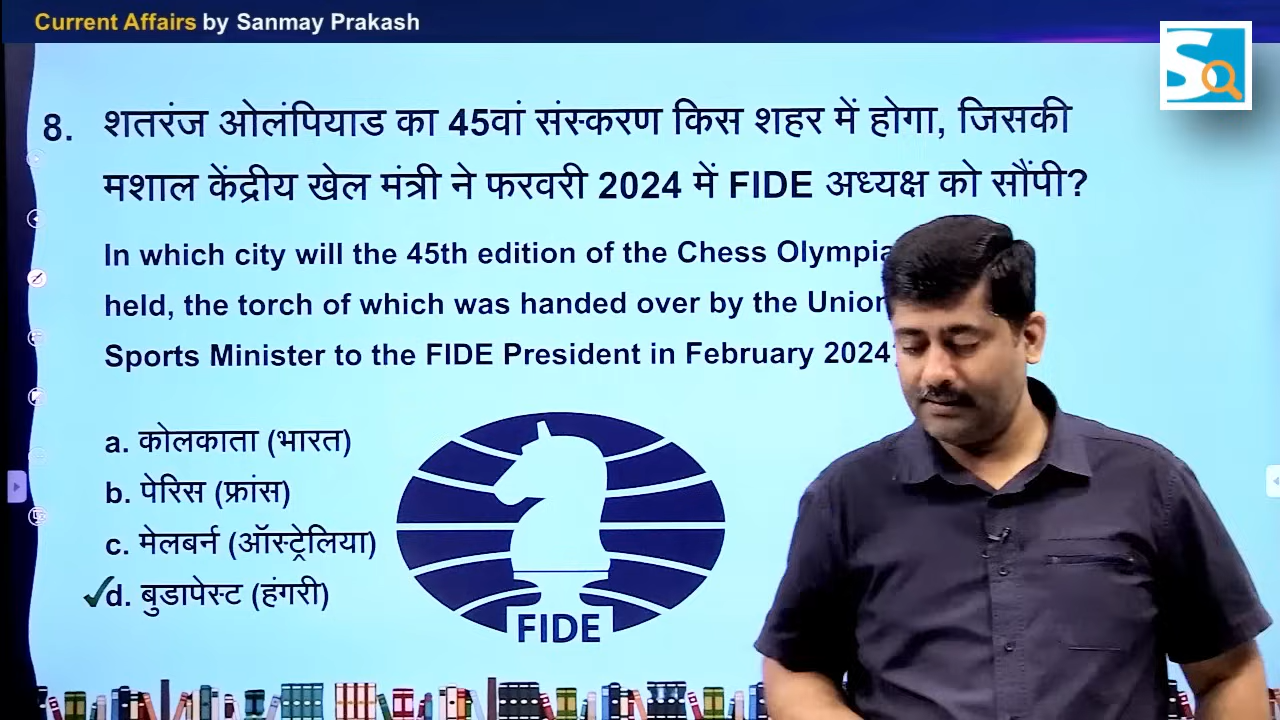 Current Affairs by Sanmay Prakash
SQ
8. शतरंज ओलंपियाड का 45वां संस्करण किस शहर में होगा, जिसकी
मशाल केंद्रीय खेल मंत्री ने फरवरी 2024 में FIDE अध्यक्ष को सौंपी?
In which city will the 45th edition of the Chess Olympia
held, the torch of which was handed over by the Union
Sports Minister to the FIDE President in February 2024
a. कोलकाता (भारत)
b. पेरिस (फ्रांस)
c. मेलबर्न (ऑस्ट्रेलिया)
d. बुडापेस्ट (हंगरी)
FIDE